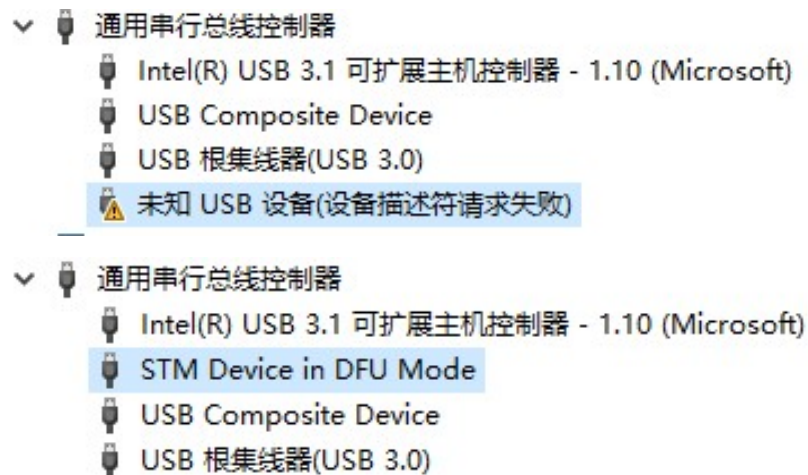 通用串行总线控制器
Intel(R) USB 3.1 可扩展主机控制器 - 1.10 (Microsoft)
USB Composite Device
USB 根集线器(USB 3.0)
未知 USB 设备(设备描述符请求失败)
通用串行总线控制器
Intel(R) USB 3.1 可扩展主机控制器 - 1.10 (Microsoft)
STM Device in DFU Mode
USB Composite Device
USB 根集线器(USB 3.0)